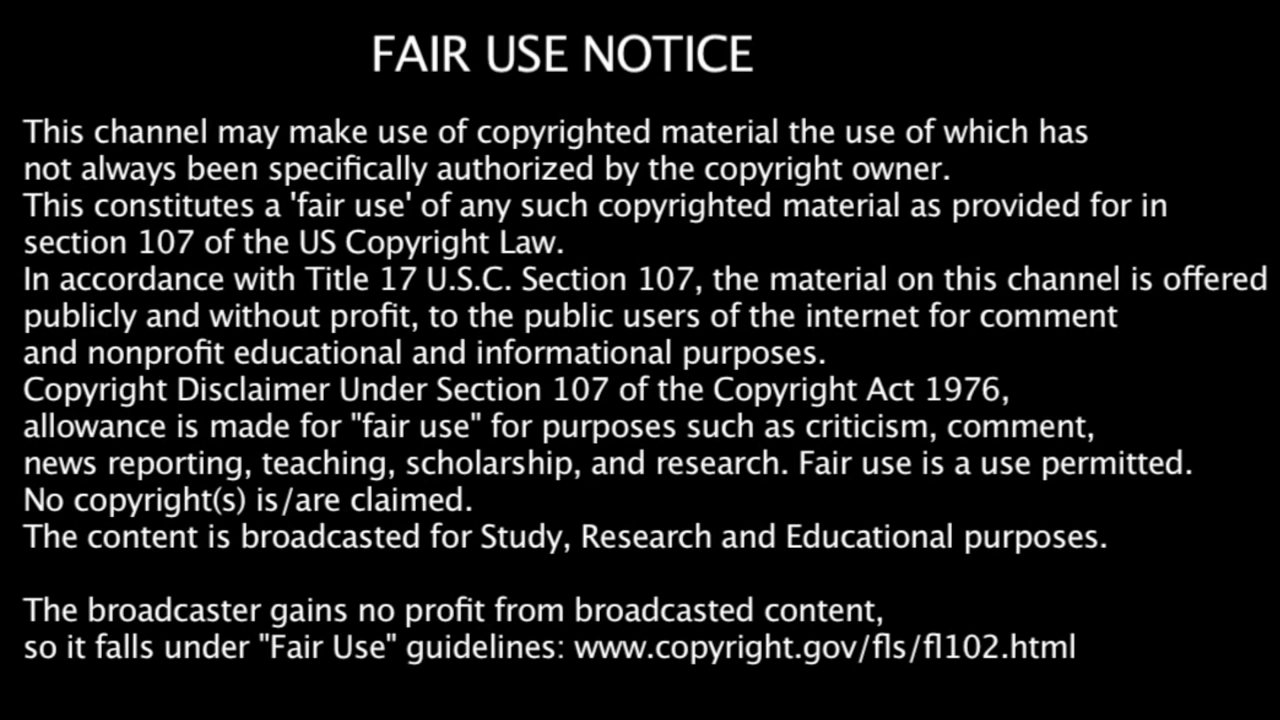 FAIR USE NOTICE
This channel may make use of copyrighted material the use of which has
not always been specifically authorized by the copyright owner.
This constitutes a 'fair use' of any such copyrighted material as provided for in
section 107 of the US Copyright Law.
In accordance with Title 17 U.S.C. Section 107, the material on this channel is offered
publicly and without profit, to the public users of the internet for comment
and nonprofit educational and informational purposes.
Copyright Disclaimer Under Section 107 of the Copyright Act 1976,
allowance is made for "fair use" for purposes such as criticism, comment,
news reporting, teaching, scholarship, and research. Fair use is a use permitted.
No copyright(s) is/are claimed.
The content is broadcasted for Study, Research and Educational purposes.
The broadcaster gains no profit from broadcasted content,
so it falls under "Fair Use" guidelines: www.copyright.gov/fls/fl102.html